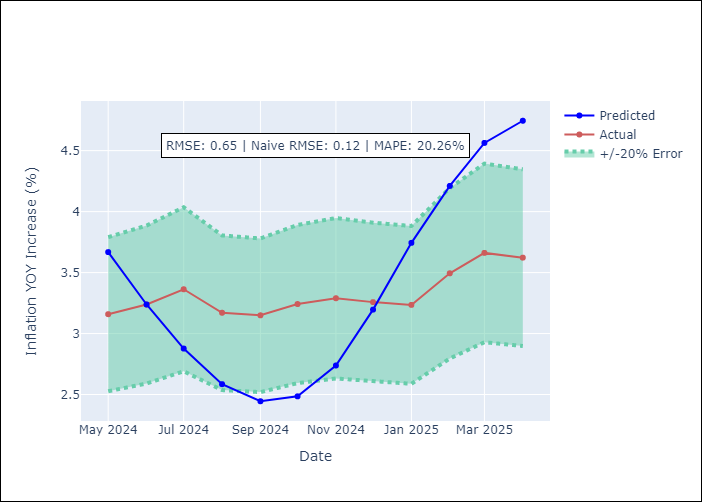 RMSE: 0.65 | Naive RMSE: 0.12 | MAPE: 20.26%
Predicted
Actual
+/-20% Error
Inflation YOY Increase (%)
4.5
4
3.5
3
2.5
May 2024 Jul 2024 Sep 2024 Nov 2024 Jan 2025 Mar 2025
Date